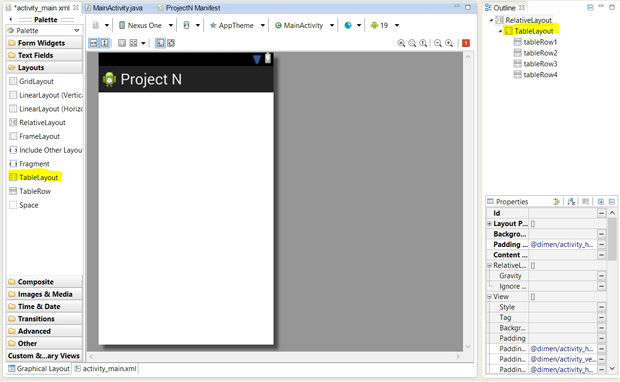 *activity_main.xml
MainActivity.java
ProjectN Manifest
Palette
Palette
Form Widgets
Text Fields
Layouts
GridLayout
LinearLayout (Vertica
LinearLayout (Horizo
RelativeLayout
FrameLayout
Include Other Layou
Fragment
TableLayout
TableRow
Space
Composite
Images & Media
Time & Date
Transitions
Advanced
Other
Custom &...ary Views
Graphical Layout
activity_main.xml
Nexus One
AppTheme
MainActivity
19
1
Project N
Outline
RelativeLayout
TableLayout
tableRow1
tableRow2
tableRow3
tableRow4
Properties
Id
Layout P... []
Backgro...
Padding ... @dimen/activity_h...
Content ...
RelativeL... []
Gravity
Ignore ...
View []
Style
Tag
Backgr...
Padding
Paddin... @dimen/activity_h...
Paddin... @dimen/activity_ve...
Paddin... @dimen/activity_h...